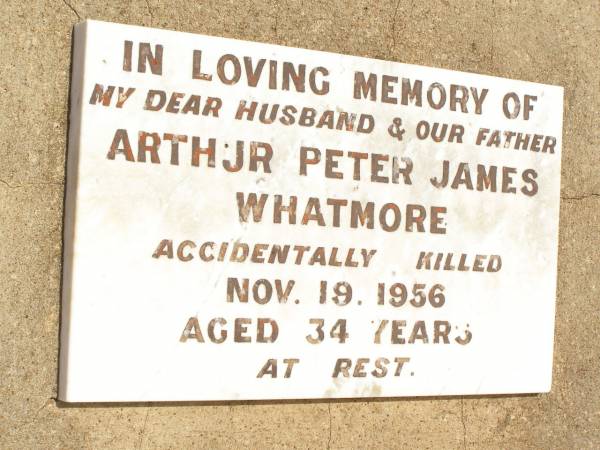 IN LOVING MEMORY OF
MY DEAR HUSBAND & OUR FATHER
ARTHUR PETER JAMES
WHATMORE
ACCIDENTALLY KILLED
NOV. 19. 1956
AGED 34 YEARS
AT REST.